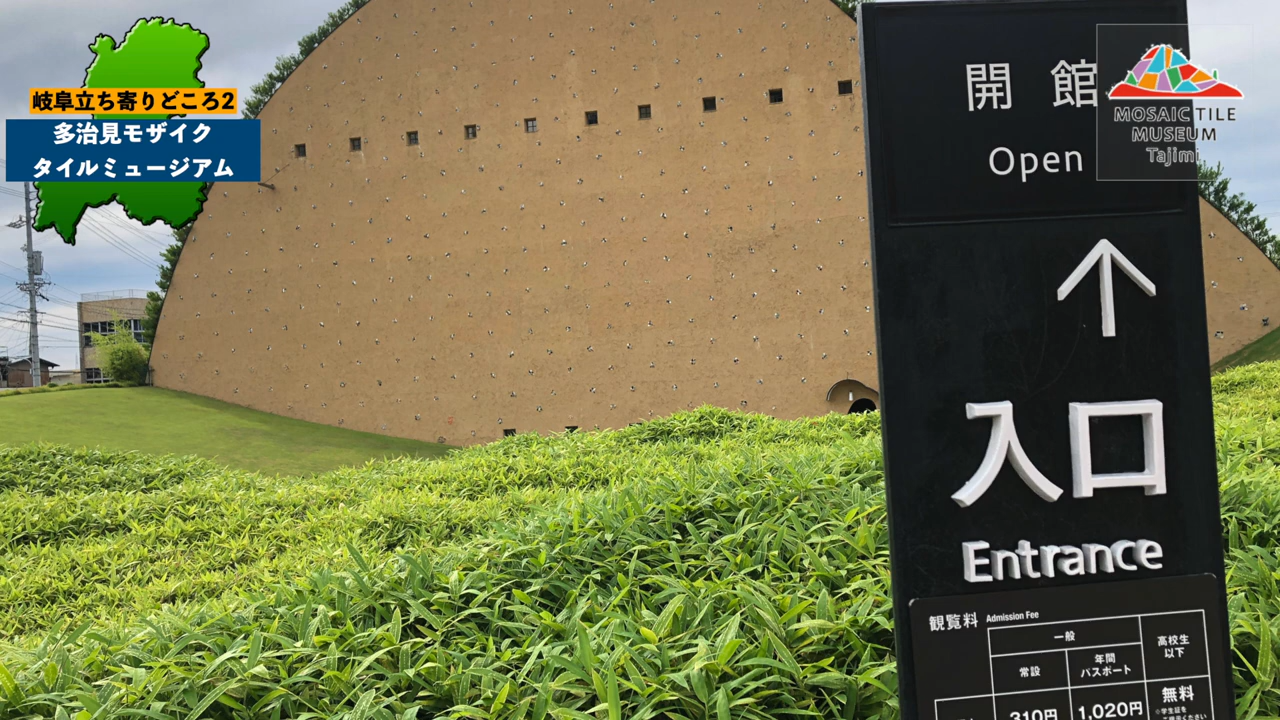 岐阜立ち寄りどころ2
多治見モザイク
タイルミュージアム
MOSAIC TILE
MUSEUM
Tajimi
開館
Open
入口
Entrance
観覧料 Admission Fee
一般
高校生
以下
常設
年間
パスポート
310円
1,020円
無料